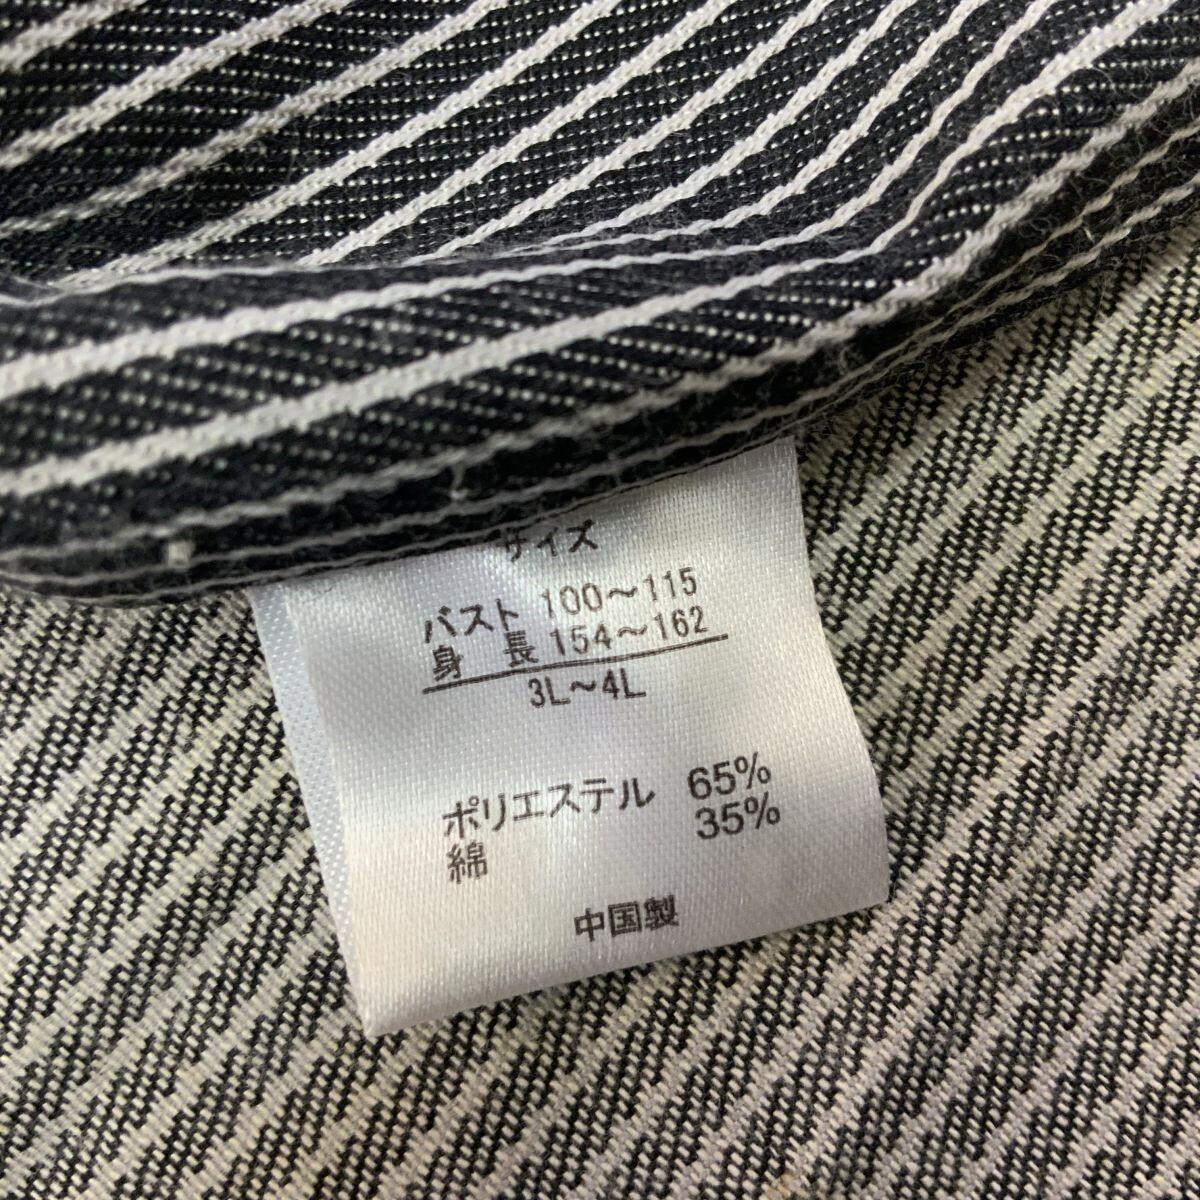 サイズ
バスト 100～115
身長 154～162
3L～4L
ポリエステル 65%
綿 35%
中国製